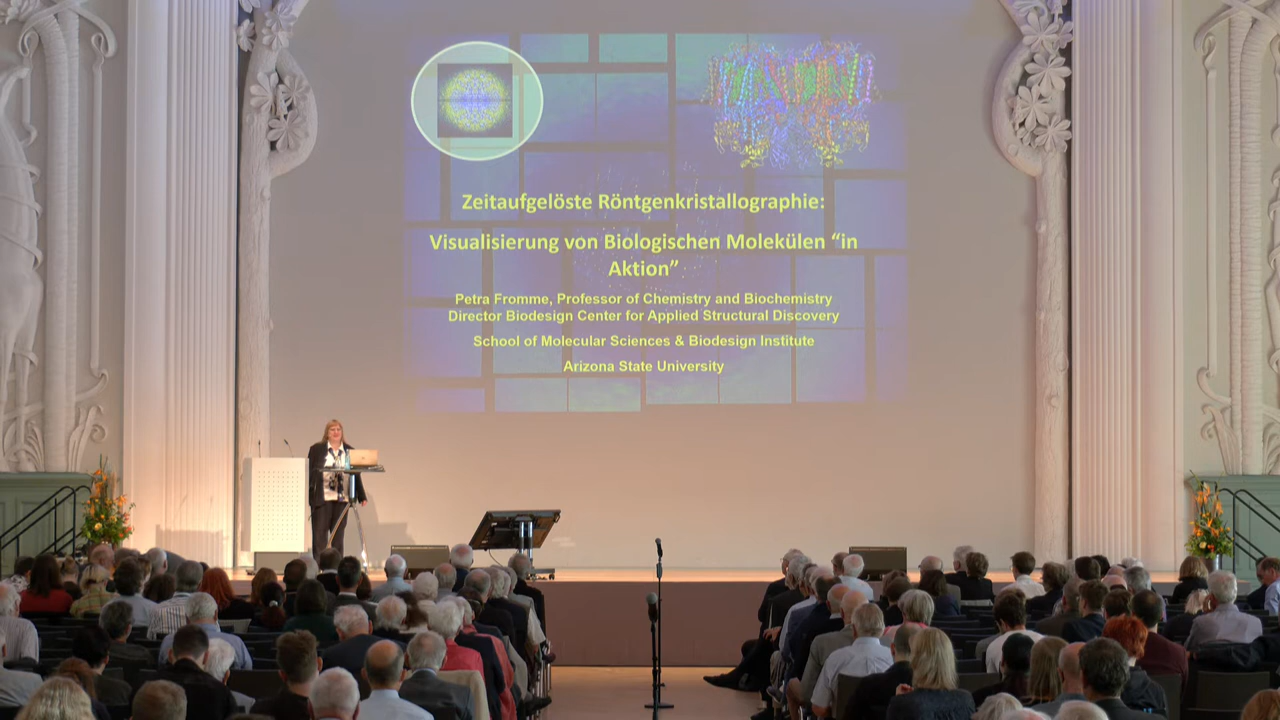 Zeitaufgelöste Röntgenkristallographie:
Visualisierung von Biologischen Molekülen “in
Aktion”
Petra Fromme, Professor of Chemistry and Biochemistry
Director Biodesign Center for Applied Structural Discovery
School of Molecular Sciences & Biodesign Institute
Arizona State University